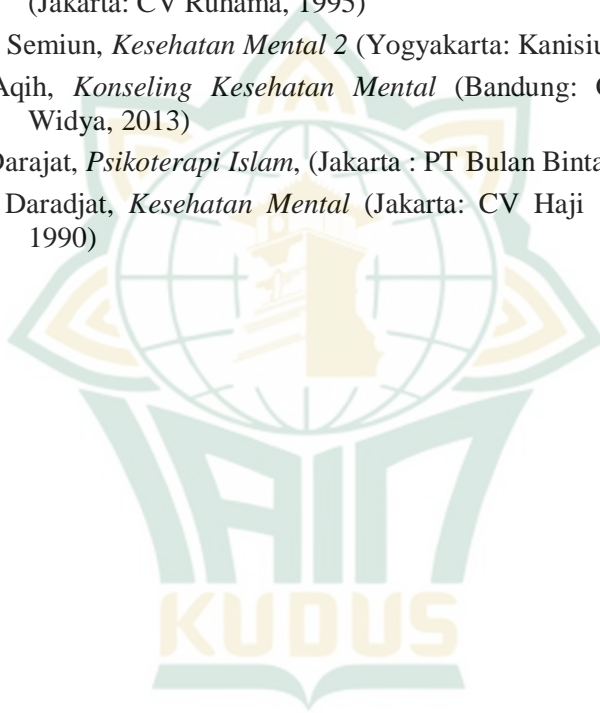 (Jakarta: CV Ruhama, 1995)
Semiun, Kesehatan Mental 2 (Yogyakarta: Kanisiu
Aqih, Konseling Kesehatan Mental (Bandung:
Widya, 2013)
Darajat, Psikoterapi Islam, (Jakarta : PT Bulan Binta
Daradjat, Kesehatan Mental (Jakarta: CV Haji
1990)
IAIN
KUDUS